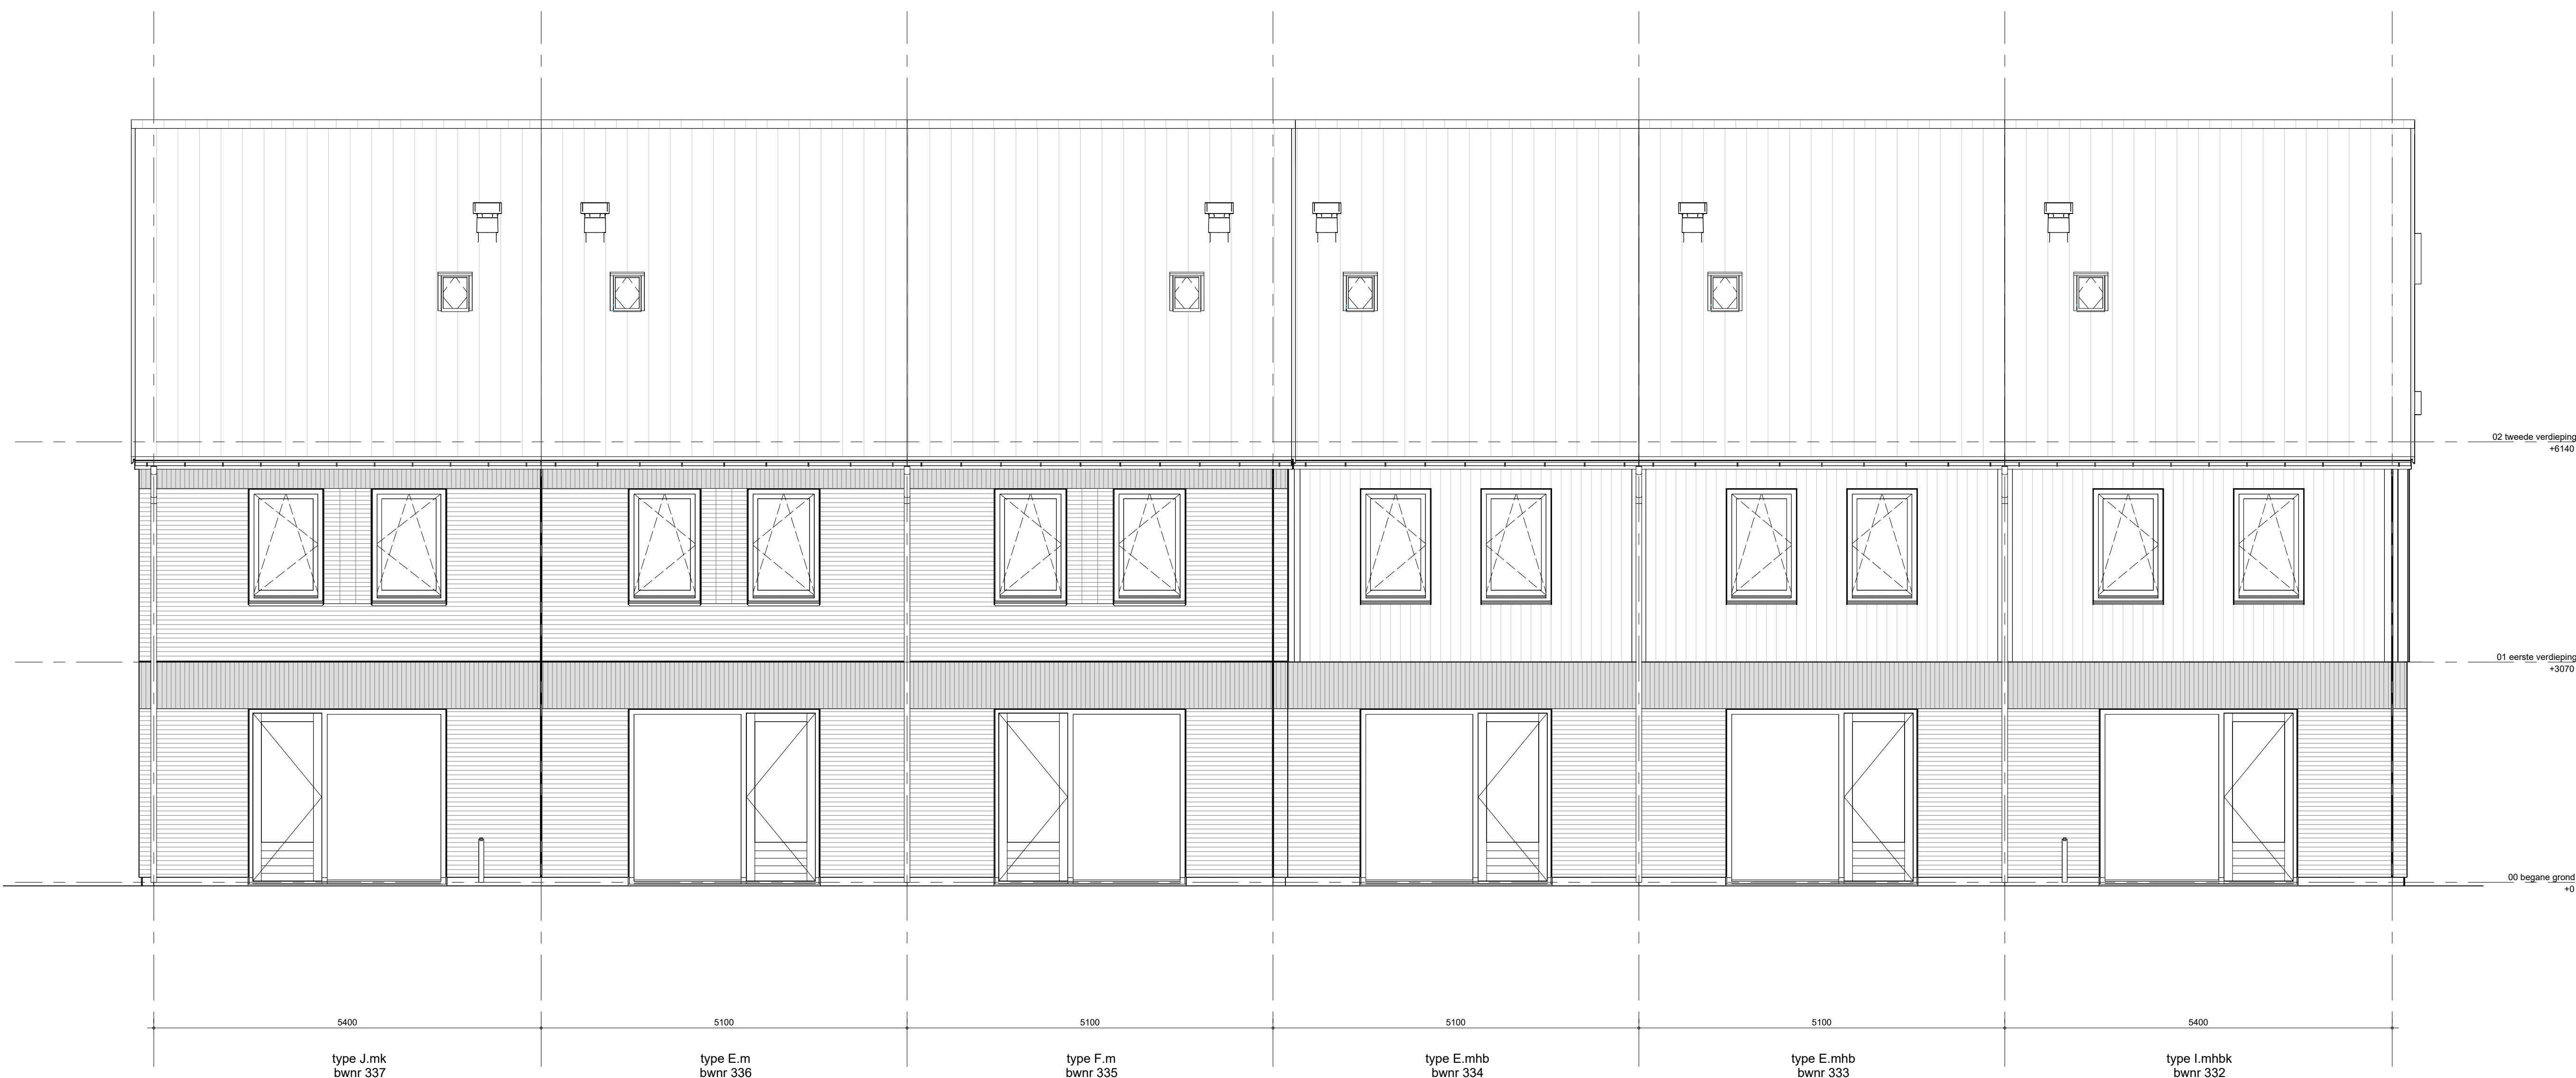 02 tweede verdieping
+6140
01 eerste verdieping
+3070
00 begane grond
+0
5400
5100
5100
5100
5100
5400
type J.mk
bwnr 337
type E.m
bwnr 336
type F.m
bwnr 335
type E.mhb
bwnr 334
type E.mhb
bwnr 333
type I.mhbk
bwnr 332